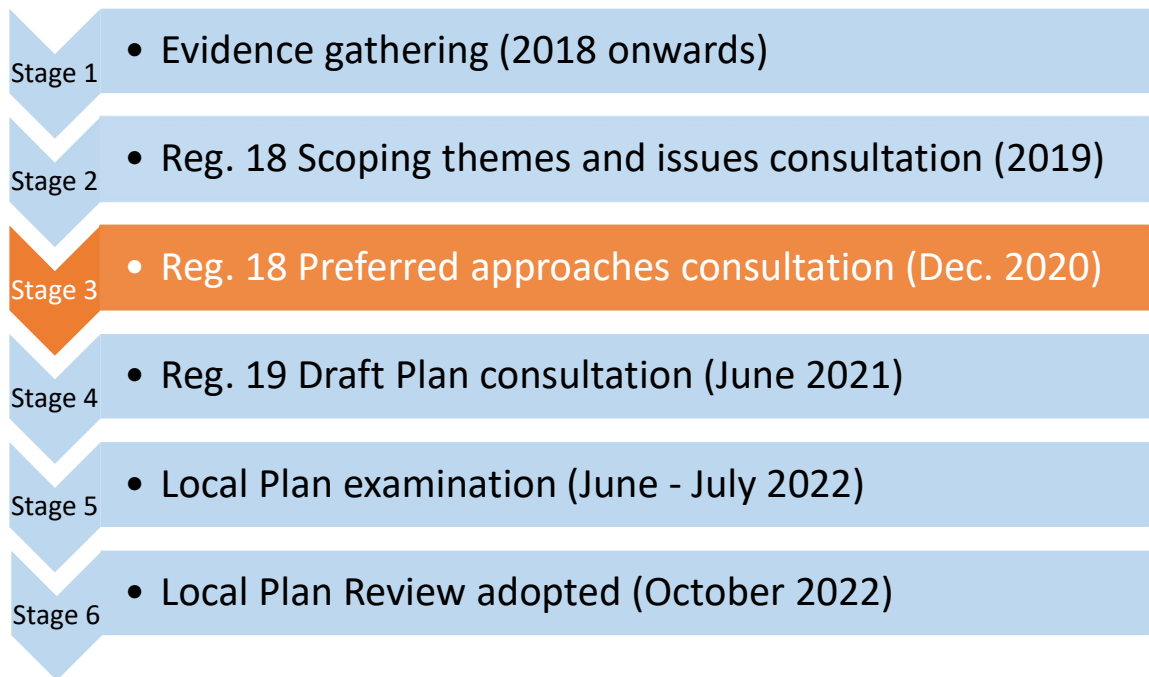 Stage 1
• Evidence gathering (2018 onwards)
Stage 2
• Reg. 18 Scoping themes and issues consultation (2019)
Stage 3
• Reg. 18 Preferred approaches consultation (Dec. 2020)
Stage 4
• Reg. 19 Draft Plan consultation (June 2021)
Stage 5
• Local Plan examination (June - July 2022)
Stage 6
• Local Plan Review adopted (October 2022)